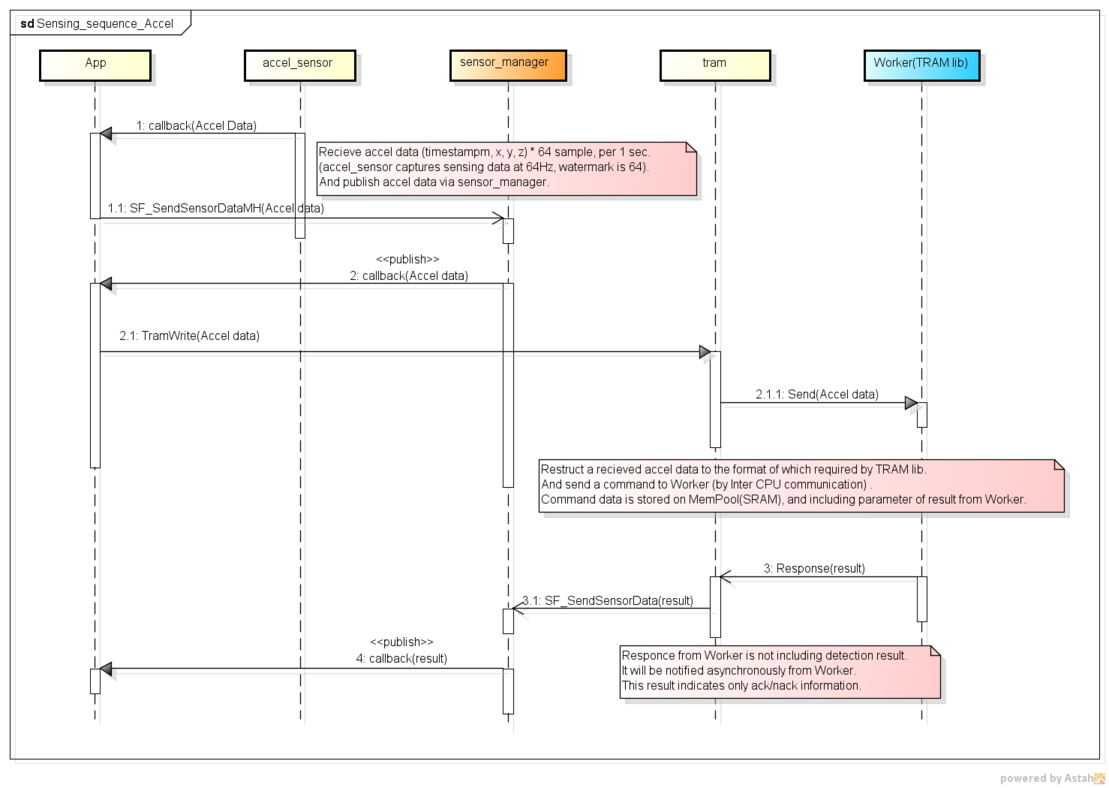 sd Sensing_sequence_Accel
App
accel_sensor
sensor_manager
tram
Worker(TRAM lib)
1: callback(Accel Data)
Recieve accel data (timestampm, x, y, z) * 64 sample, per 1 sec.
(accel_sensor captures sensing data at 64Hz, watermark is 64).
And publish accel data via sensor_manager.
1.1: SF_SendSensorDataMH(Accel data)
<<publish>>
2: callback(Accel data)
2.1: TramWrite(Accel data)
2.1.1: Send(Accel data)
Restruct a recieved accel data to the format of which required by TRAM lib.
And send a command to Worker (by Inter CPU communication) .
Command data is stored on MemPool(SRAM), and including parameter of result from Worker.
3: Response(result)
3.1: SF_SendSensorData(result)
<<publish>>
4: callback(result)
Responce from Worker is not including detection result.
It will be notified asynchronously from Worker.
This result indicates only ack/nack information.
powered by Astah